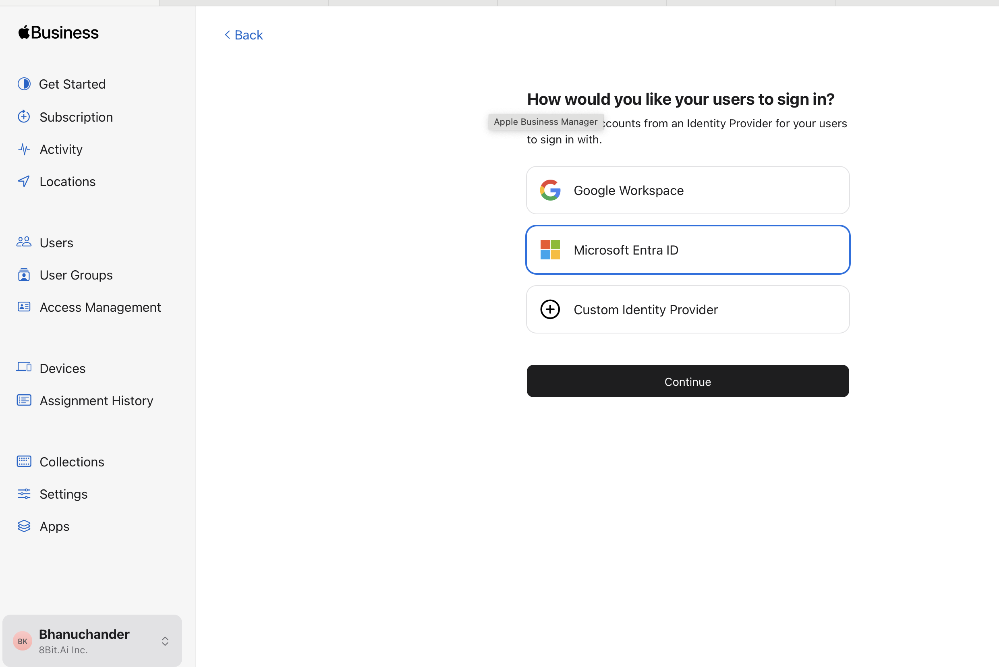 Business
Get Started
Subscription
Activity
Locations
Users
User Groups
Access Management
Devices
Assignment History
Collections
Settings
Apps
BK
Bhanuchander
8Bit.Ai Inc.
Back
How would you like your users to sign in?
Apple Business Manager
from an Identity Provider for your users
to sign in with.
Google Workspace
Microsoft Entra ID
Custom Identity Provider
Continue